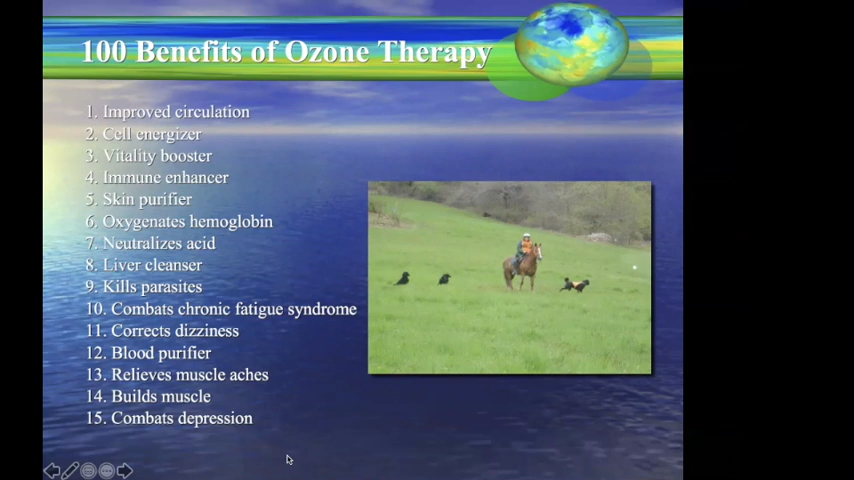 100 Benefits of Ozone Therapy
1. Improved circulation
2. Cell energizer
3. Vitality booster
4. Immune enhancer
5. Skin purifier
6. Oxygenates hemoglobin
7. Neutralizes acid
8. Liver cleanser
9. Kills parasites
10. Combats chronic fatigue syndrome
11. Corrects dizziness
12. Blood purifier
13. Relieves muscle aches
14. Builds muscle
15. Combats depression